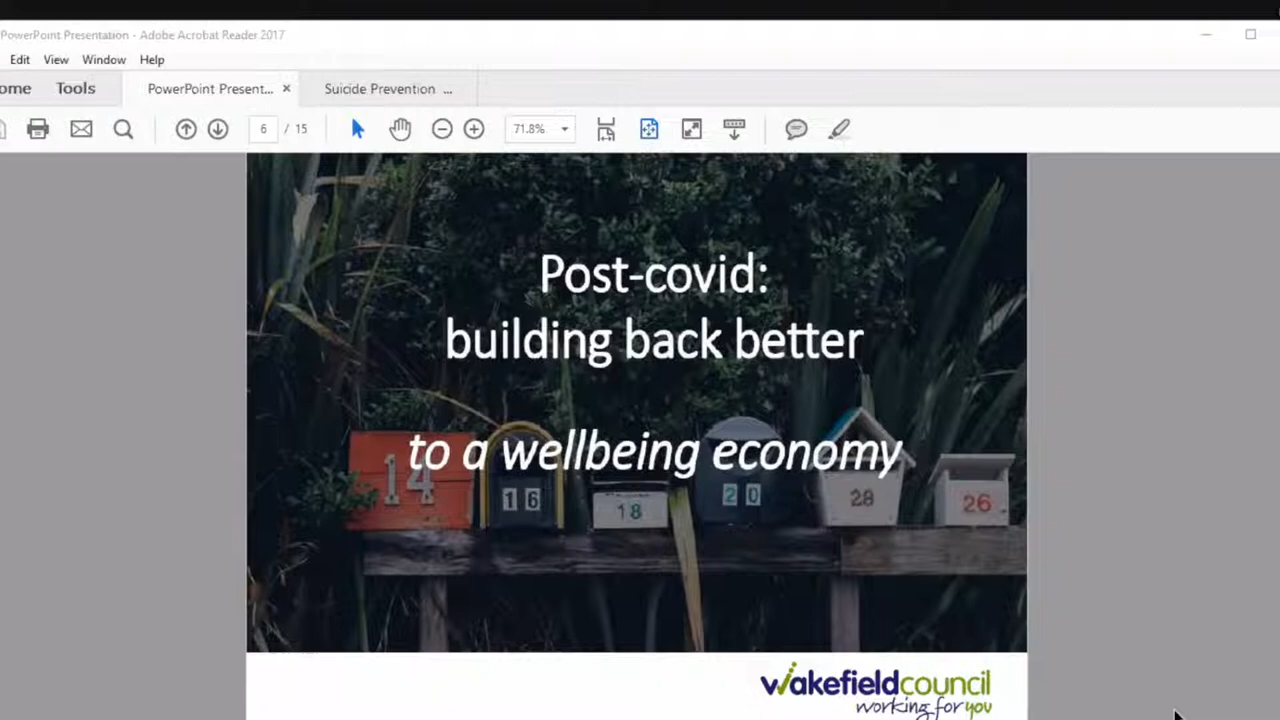 PowerPoint Presentation - Adobe Acrobat Reader 2017
Edit View Window Help
ome Tools PowerPoint Present... × Suicide Prevention ...
6 / 15 71.8%
Post-covid:
building back better
to a wellbeing economy
14 16 18 20 28 26
wakefieldcouncil
working for you